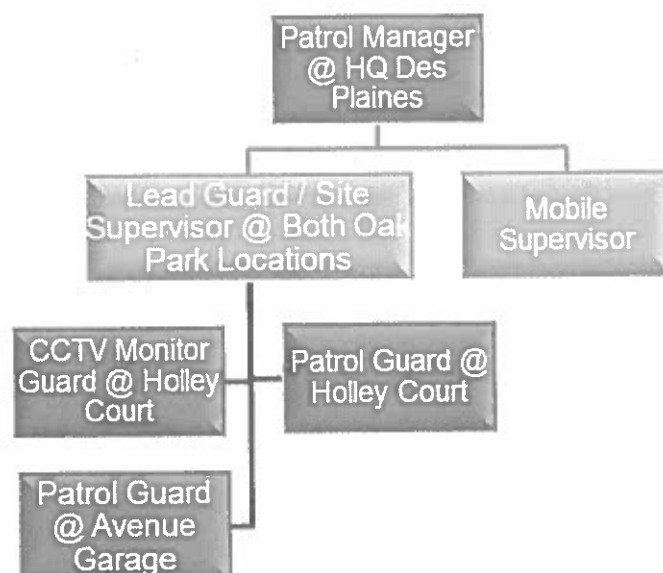 Patrol Manager
@ HQ Des
Plaines
Lead Guard / Site
Supervisor @ Both Oak
Park Locations
Mobile
Supervisor
CCTV Monitor
Guard @ Holley
Court
Patrol Guard @
Holley Court
Patrol Guard
@ Avenue
Garage